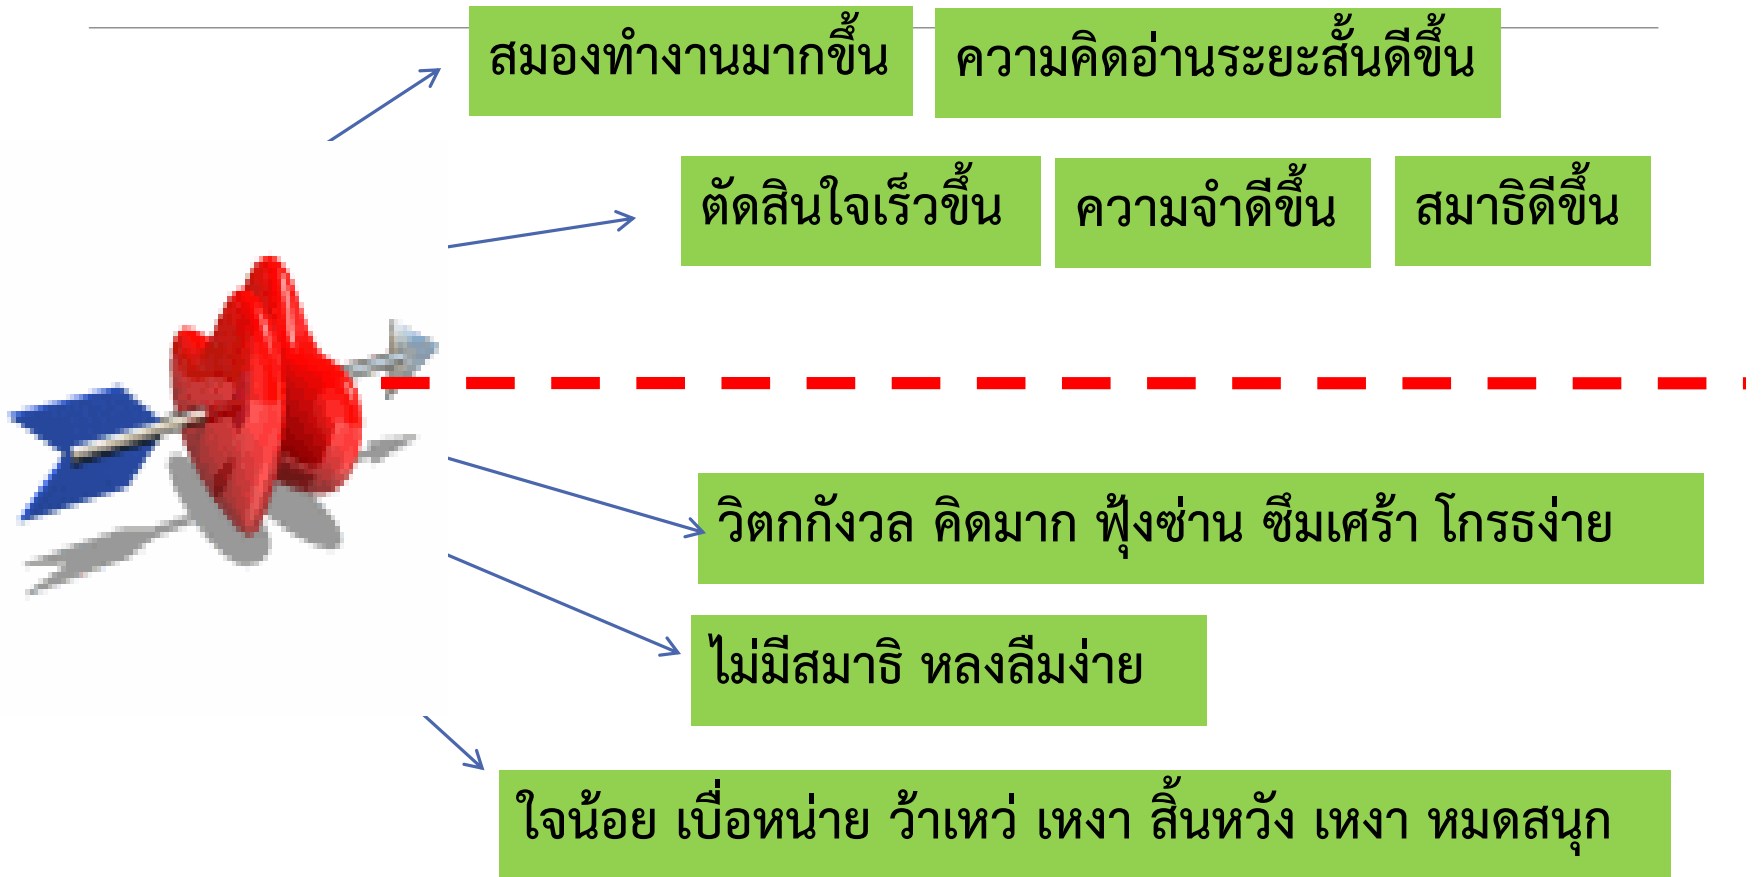 สมองทำงานมากขึ้น ความคิดอ่านระยะสั้นดีขึ้น
ตัดสินใจเร็วขึ้น ความจำดีขึ้น สมาธิดีขึ้น
วิตกกังวล คิดมาก ฟุ้งซ่าน ซึมเศร้า โกรธง่าย
ไม่มีสมาธิ หลงลืมง่าย
ใจน้อย เบื่อหน่าย ว้าเหว่ เหงา สิ้นหวัง เหงา หมดสนุก